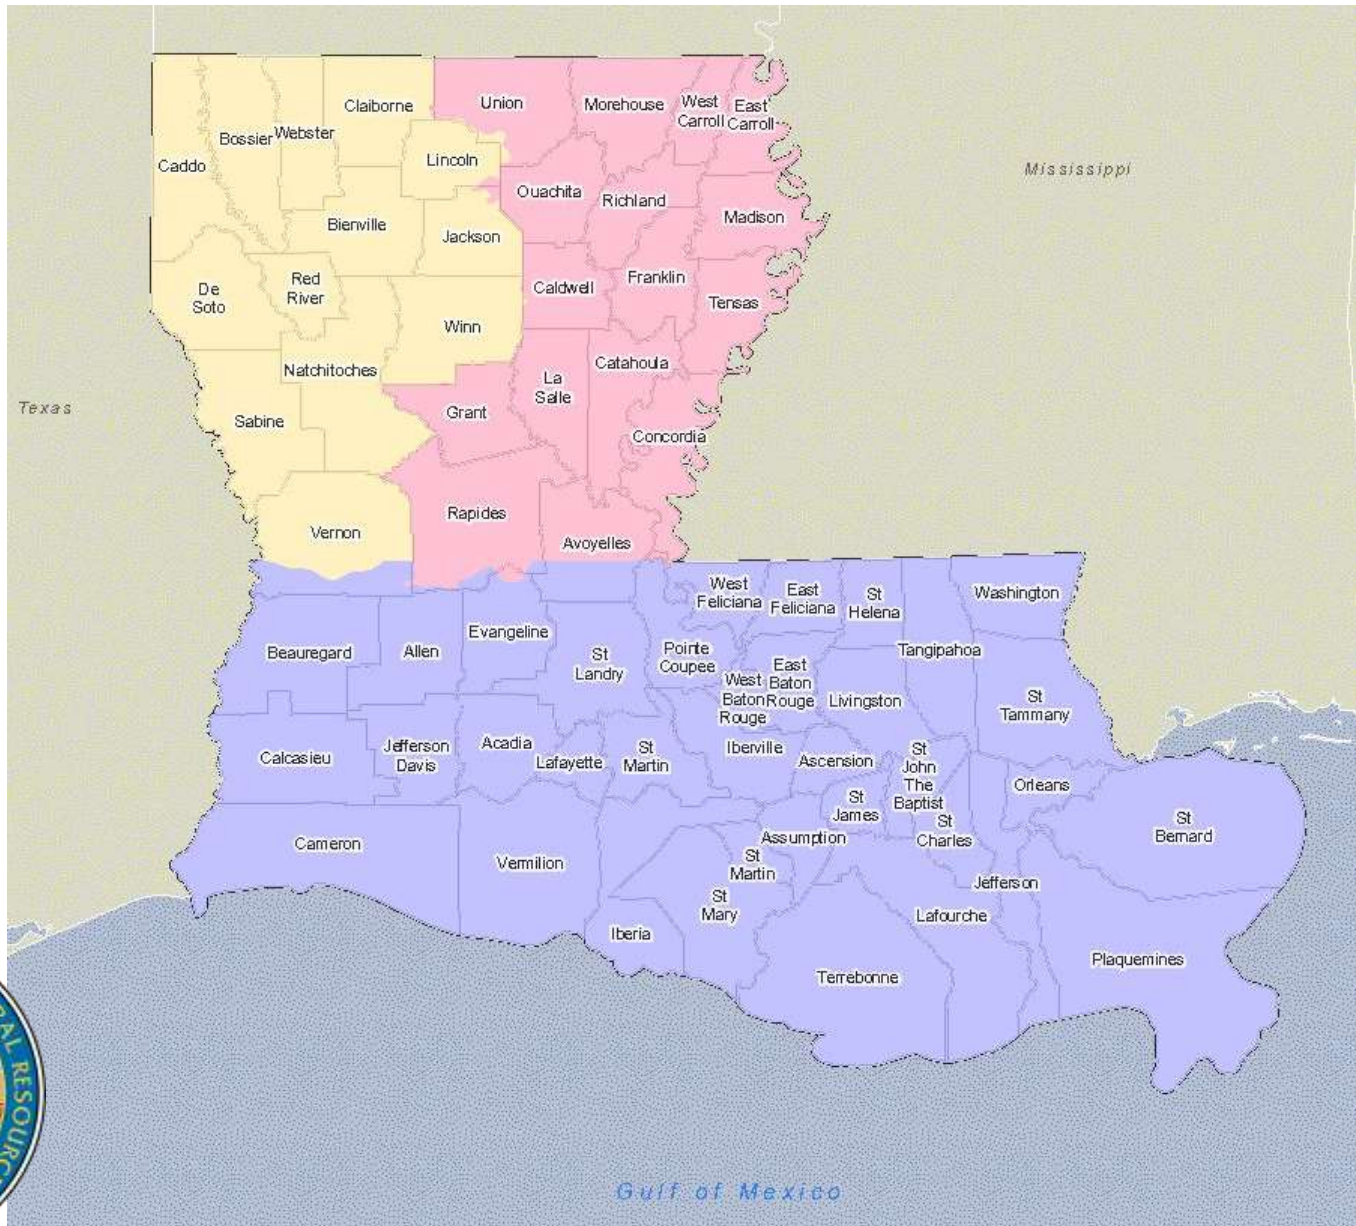 Claiborne
Union
Morehouse
West
Carroll
East
Carroll
Bossier
Webster
Caddo
Lincoln
Mississippi
Ouachita
Richland
Madison
Bienville
Jackson
De
Soto
Red
River
Caldwell
Franklin
Tensas
Winn
Natchitoches
Catahoula
La
Salle
Texas
Sabine
Grant
Concordia
Rapides
Vernon
Avoyelles
West
Feliciana
East
Feliciana
St
Helena
Washington
Evangeline
Beauregard
Allen
St
Landry
Pointe
Coupee
Tangipahoa
West
Baton
Rouge
East
Baton
Rouge
Livingston
St
Tammany
Calcasieu
Jefferson
Davis
Acadia
Lafayette
St
Martin
Iberville
Ascension
St
John
The
Baptist
Orleans
St
James
St
Charles
St
Bernard
Cameron
Vermilion
Assumption
St
Martin
Jefferson
St
Mary
Lafourche
Iberia
Plaquemines
Terrebonne
RAL RESOURC
Gulf of Mexico